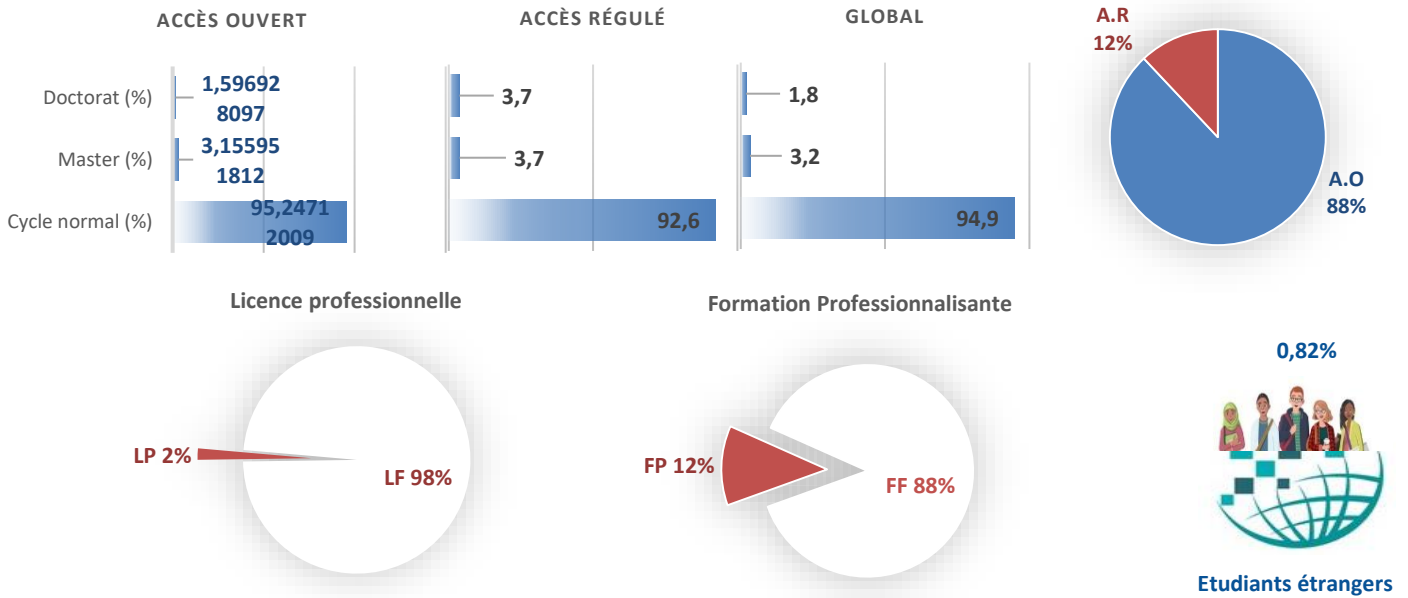 ACCÈS OUVERT
Doctorat (%)
1,59692
8097
Master (%)
3,15595
1812
Cycle normal (%)
95,2471
2009
ACCÈS RÉGULÉ
3,7
3,7
92,6
GLOBAL
1,8
3,2
94,9
A.R
12%
A.O
88%
Licence professionnelle
LP 2%
LF 98%
Formation Professionnalisante
FP 12%
FF 88%
0,82%
Etudiants étrangers